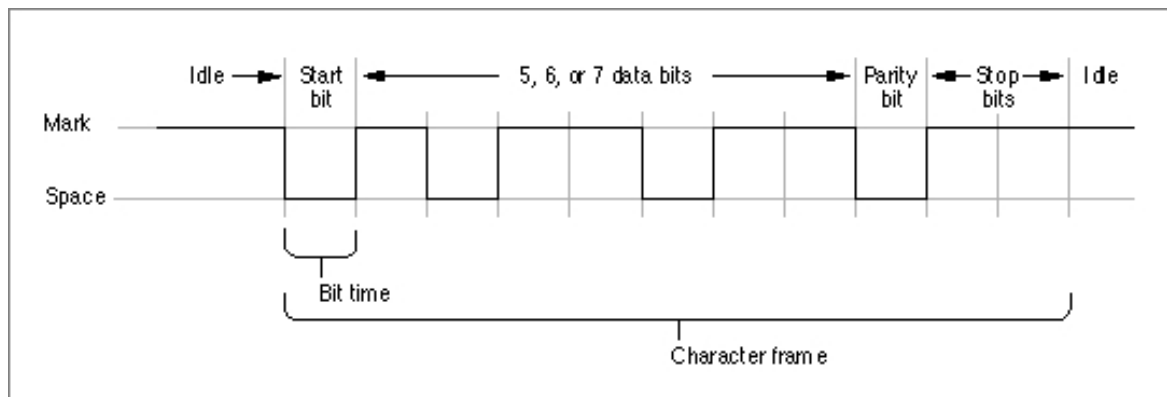 Idle
Start
bit
5, 6, or 7 data bits
Parity
bit
Stop
bits
Idle
Mark
Space
Bit time
Character frame